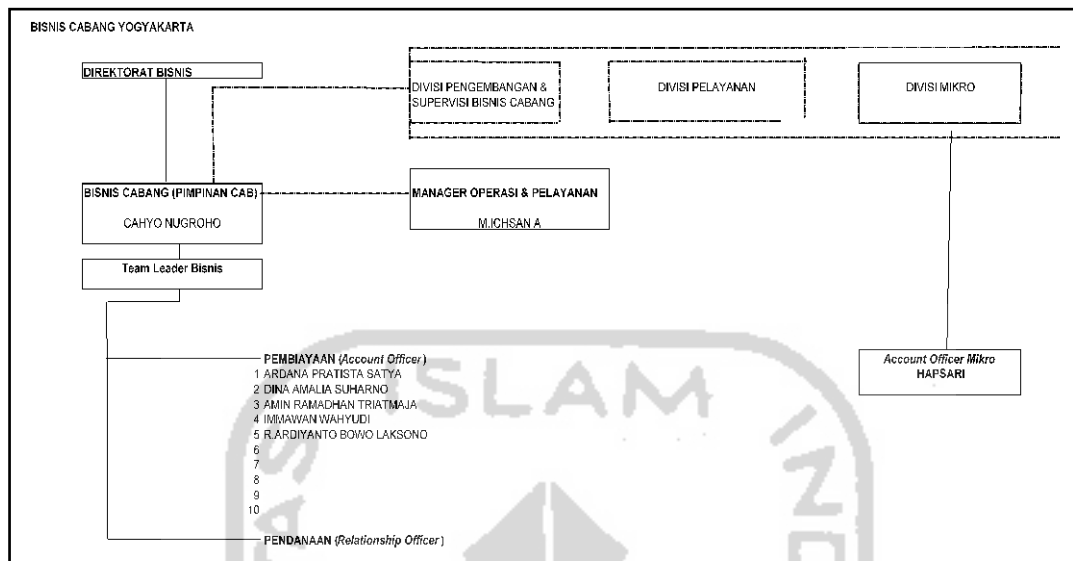 BISNIS CABANG YOGYAKARTA
DIREKTORAT BISNIS
DIVISI PENGEMBANGAN &
SUPERVISI BISNIS CABANG
DIVISI PELAYANAN
DIVISI MIKRO
BISNIS CABANG (PIMPINAN CAB)
CAHYO NUGROHO
MANAGER OPERASI & PELAYANAN
M.ICHSAN A
Team Leader Bisnis
PEMBIAYAAN (Account Officer)
1 ARDANA PRATISTA SATYA
2 DINA AMALIA SUHARNO
3 AMIN RAMADHAN TRIATMAJA
4 IMMAWAN WAHYUDI
5 R.ARDIYANTO BOWO LAKSONO
6
7
8
9
10
PENDANAAN (Relationship Officer)
Account Officer Mikro
HAPSARI
ISLAM